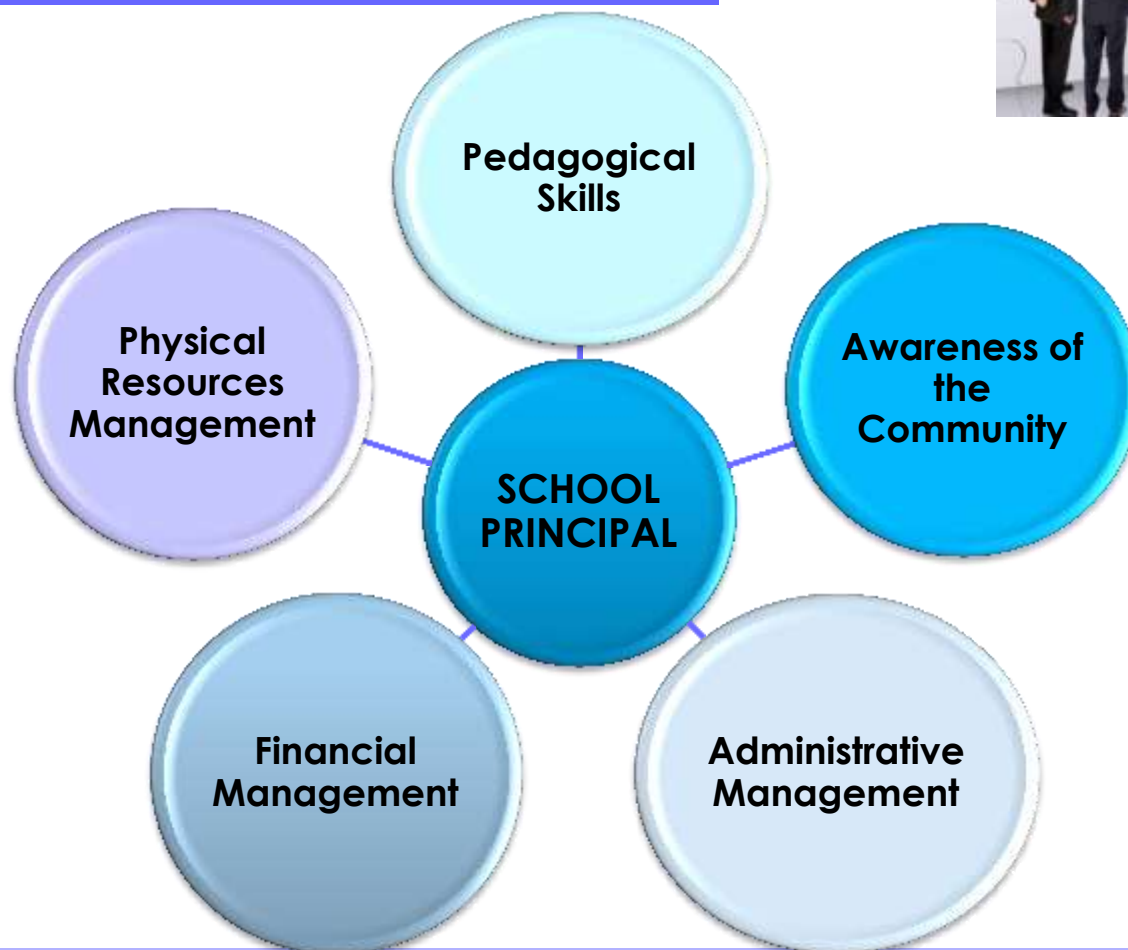 Pedagogical
Skills
Physical
Resources
Management
Awareness of
the
Community
SCHOOL
PRINCIPAL
Financial
Management
Administrative
Management